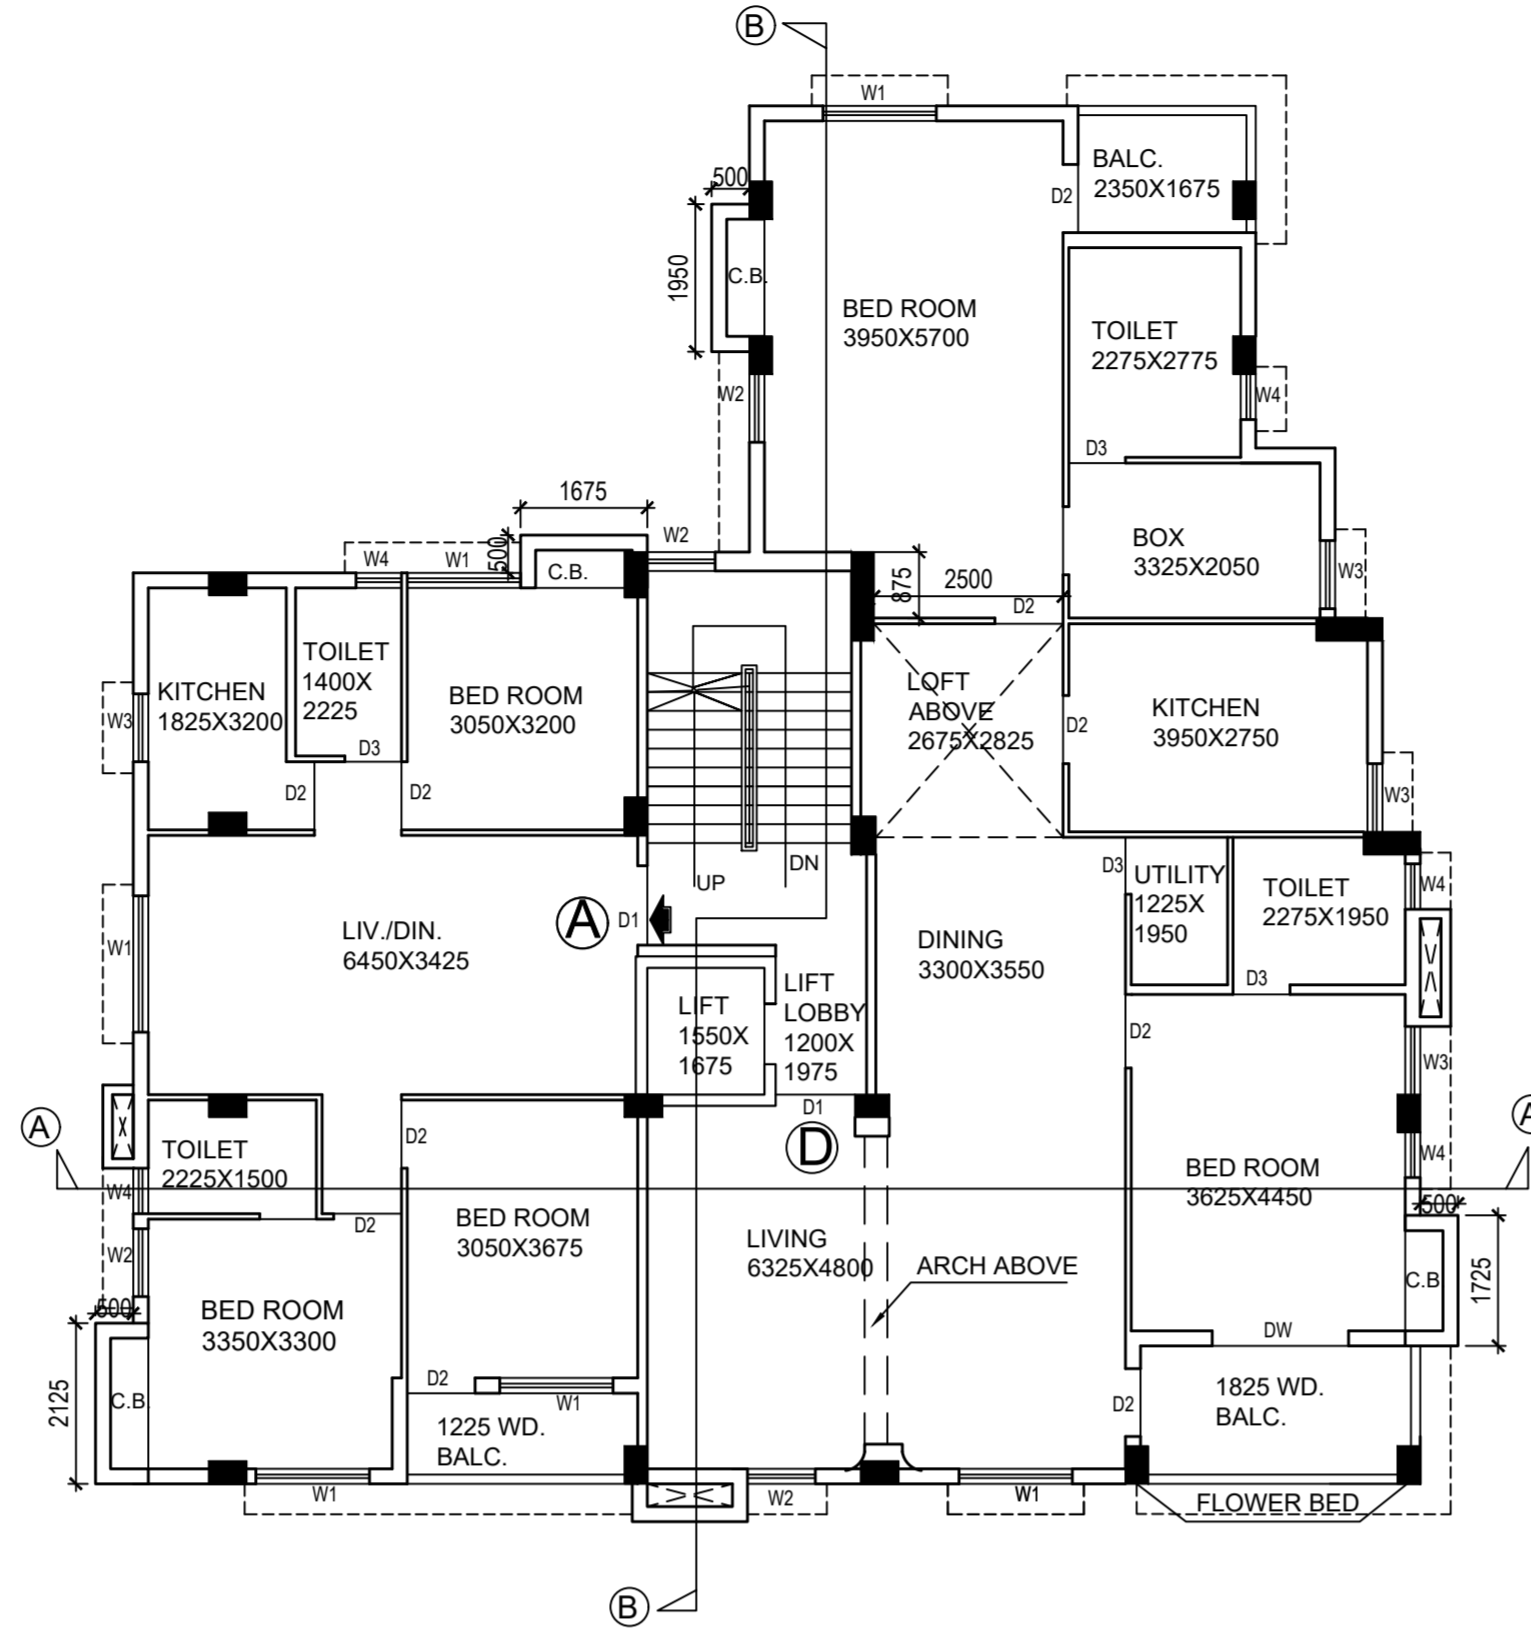 B
W1
BALC.
2350X1675
D2
500
1950
C.B.
BED ROOM
3950X5700
TOILET
2275X2775
W2
W4
D3
1675
500
W2
W4
W1
C.B.
BOX
3325X2050
W3
875
2500
D2
TOILET
1400X
2225
KITCHEN
1825X3200
BED ROOM
3050X3200
W3
D3
D2
D2
LOFT
ABOVE
2675X2825
D2
KITCHEN
3950X2750
W3
UP
DN
D3
UTILITY
1225X
1950
TOILET
2275X1950
W4
W1
LIV./DIN.
6450X3425
A
D1
DINING
3300X3550
LIFT
1550X
1675
LIFT
LOBBY
1200X
1975
D3
D2
W3
A
D1
D
A
TOILET
2225X1500
D2
W4
BED ROOM
3625X4450
W4
500
D2
BED ROOM
3050X3675
W2
LIVING
6325X4800
ARCH ABOVE
C.B
1725
500
BED ROOM
3350X3300
DW
2125
C.B.
D2
W1
1225 WD.
BALC.
D2
1825 WD.
BALC.
W1
W2
W1
FLOWER BED
B